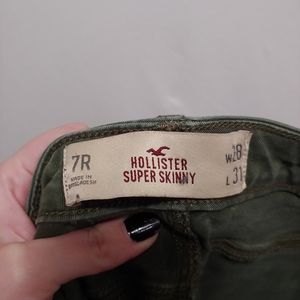 7R
MADE IN
BANGLADESH
HOLLISTER
SUPER SKINNY
W28
L31